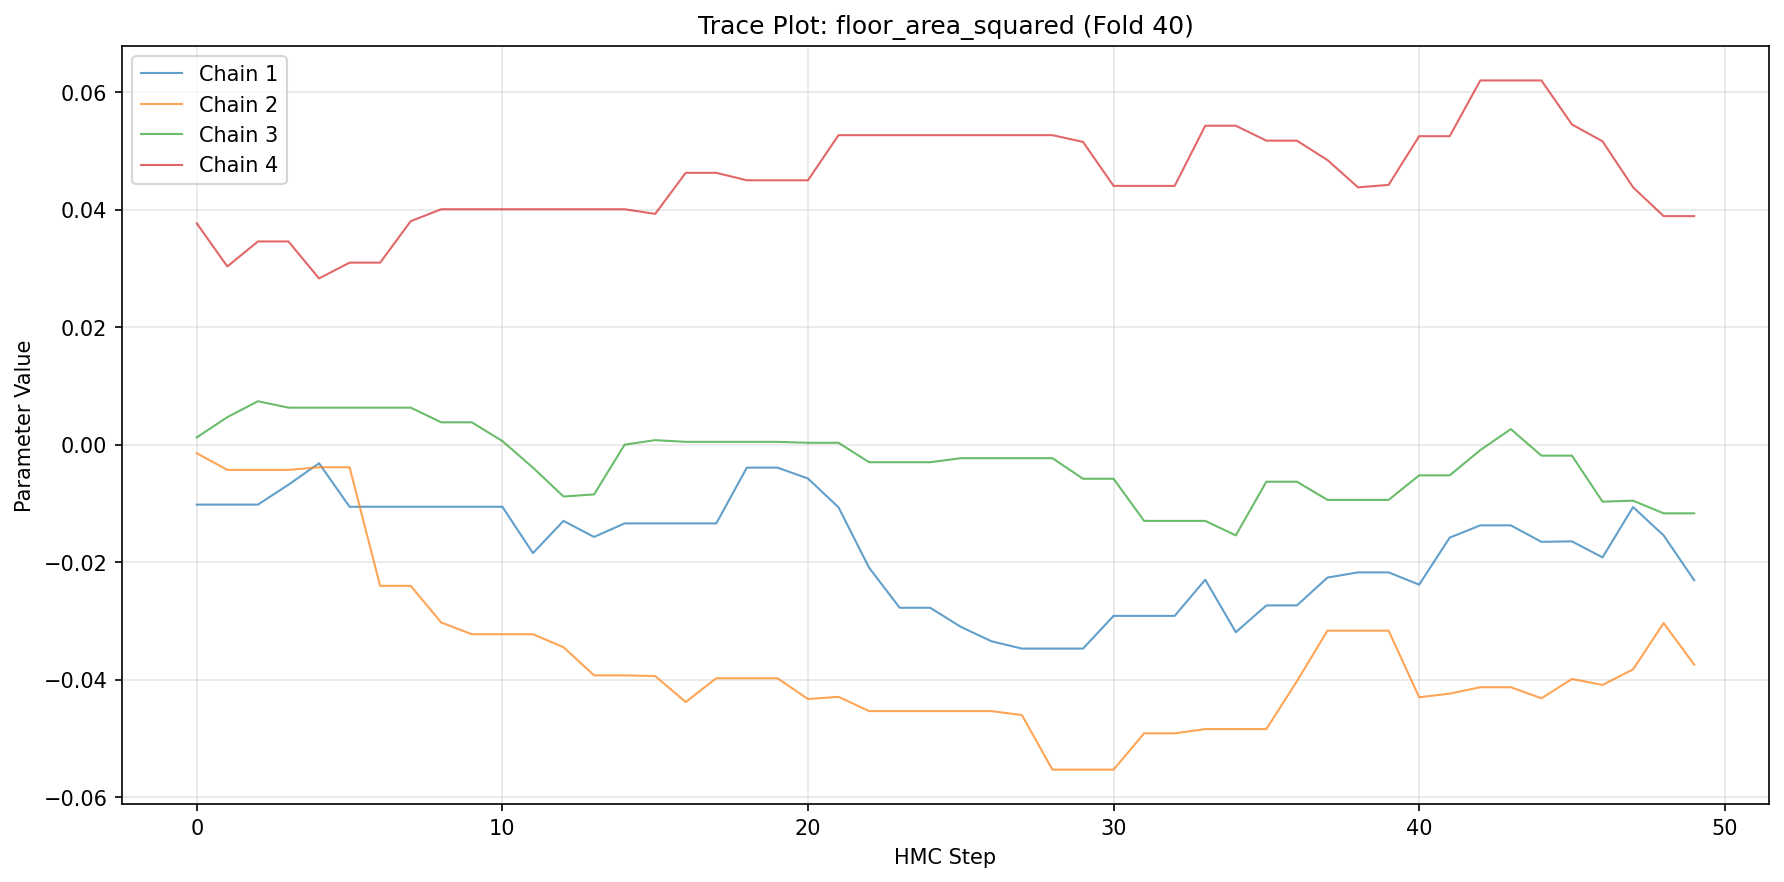 Trace Plot: floor_area_squared (Fold 40)
Chain 1
Chain 2
Chain 3
Chain 4
0.06
0.04
0.02
0.00
−0.02
−0.04
−0.06
Parameter Value
0 10 20 30 40 50
HMC Step